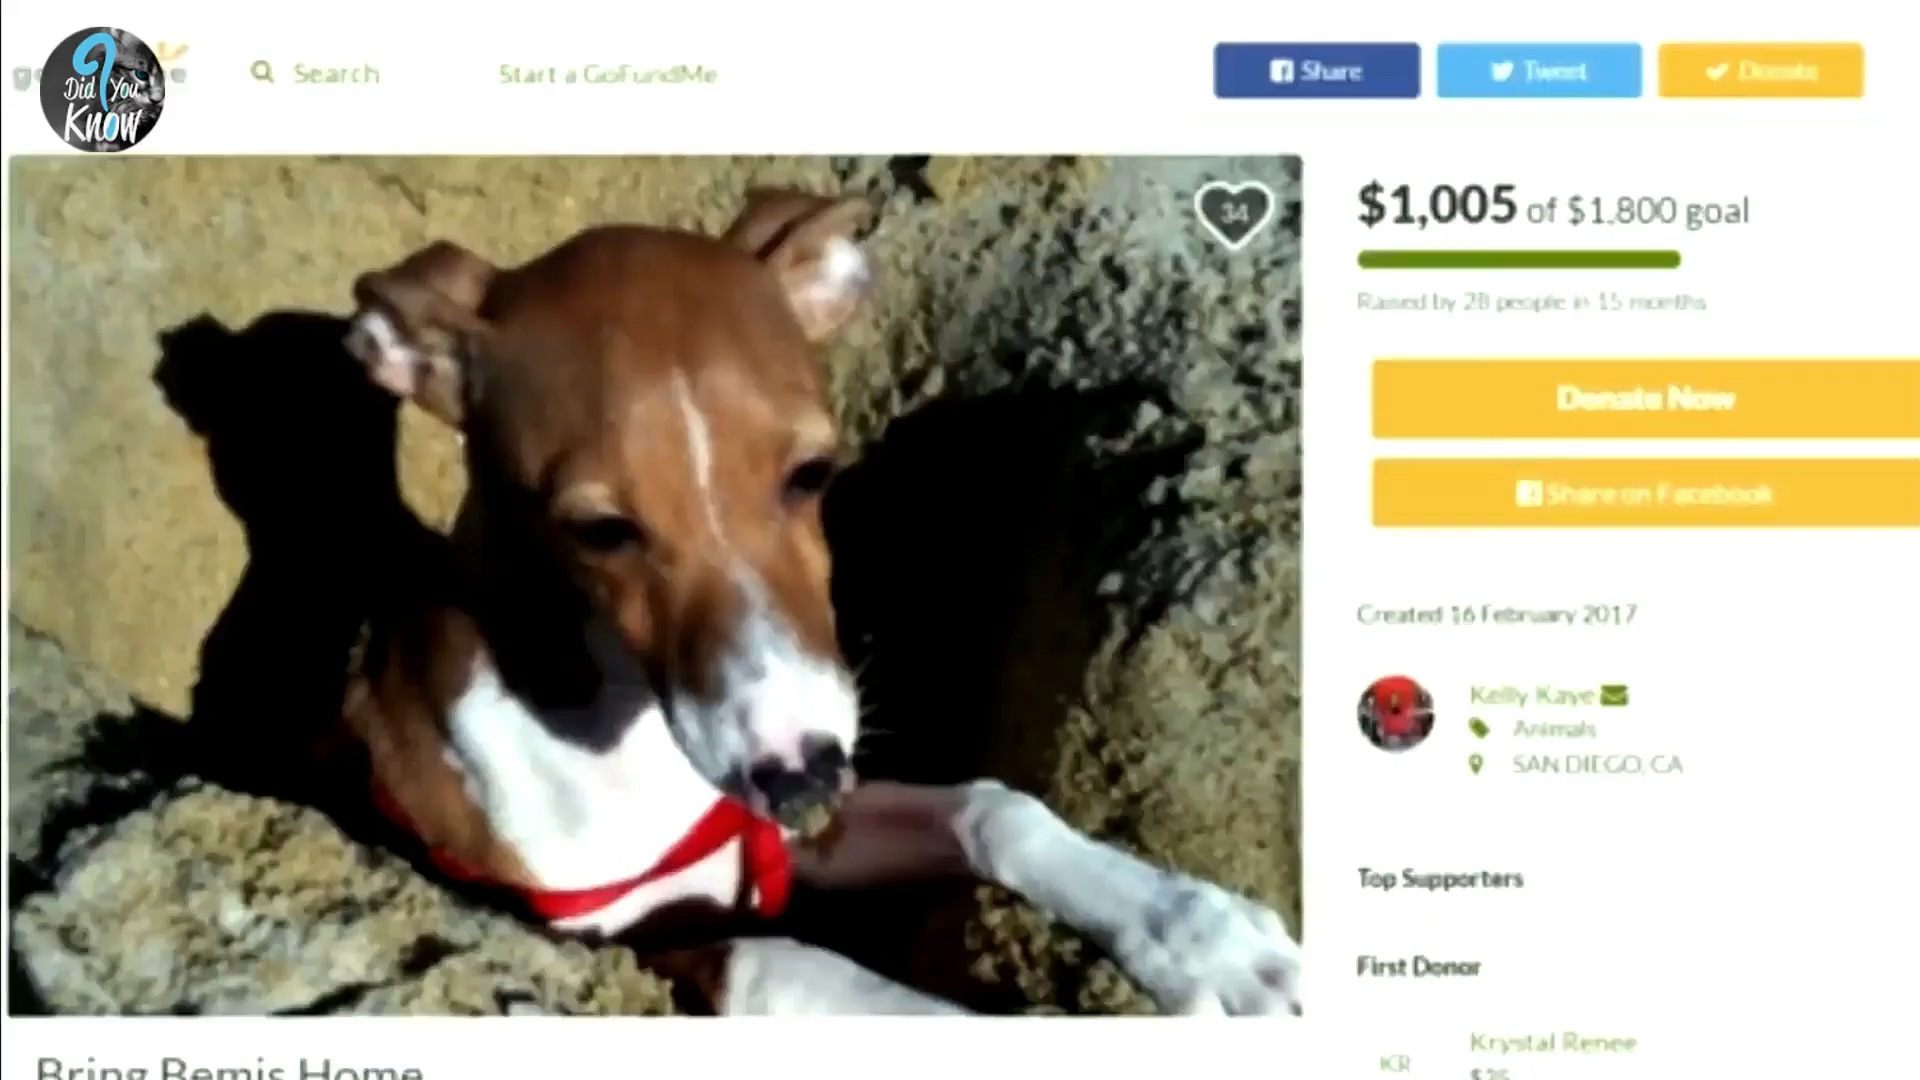 Did You
Know
Search
Start a GoFundMe
Share
Tweet
Donate
34
$1,005 of $1,800 goal
Raised by 28 people in 15 months
Donate Now
Share on Facebook
Created 16 February 2017
Kelly Kaye
Animals
SAN DIEGO, CA
Top Supporters
First Donor
Krystal Renee
KR
Bring Bemis Home